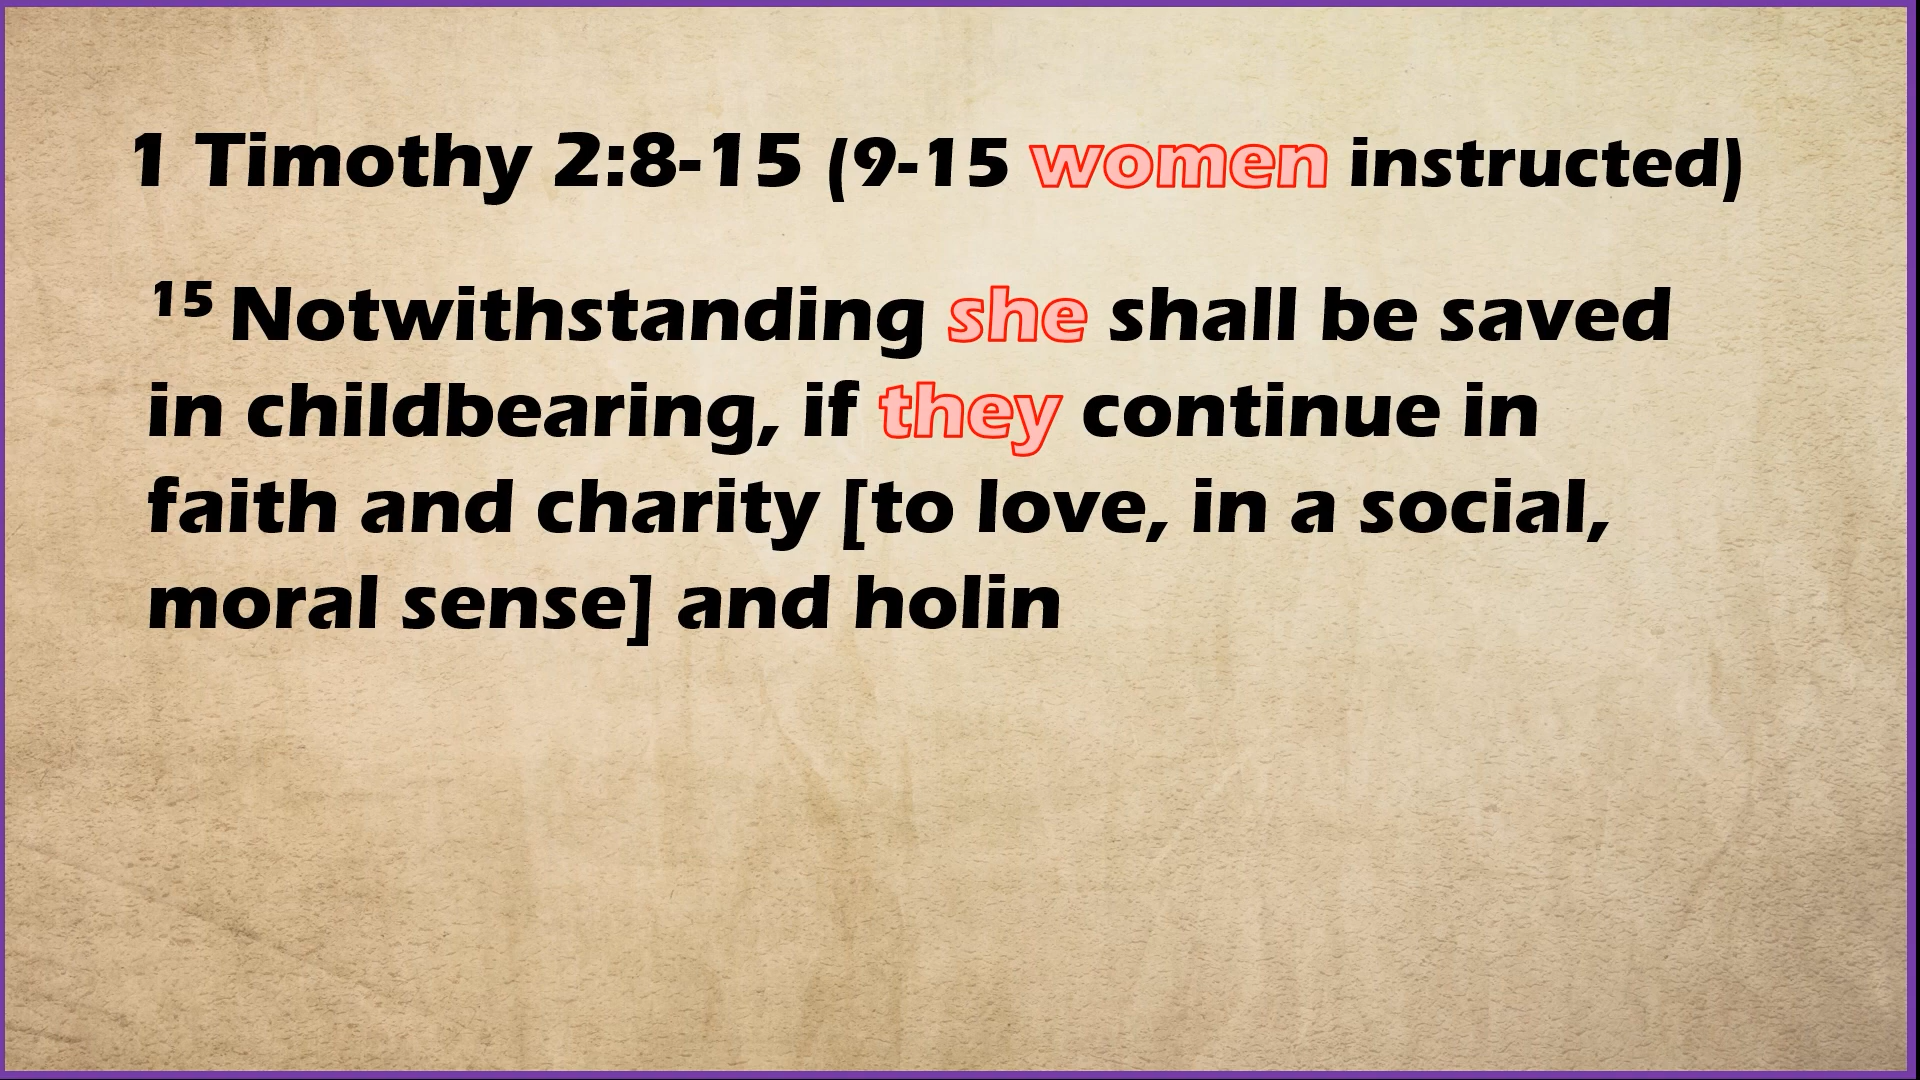 1 Timothy 2:8-15 (9-15 women instructed)
15 Notwithstanding she shall be saved
in childbearing, if they continue in
faith and charity [to love, in a social,
moral sense] and holin